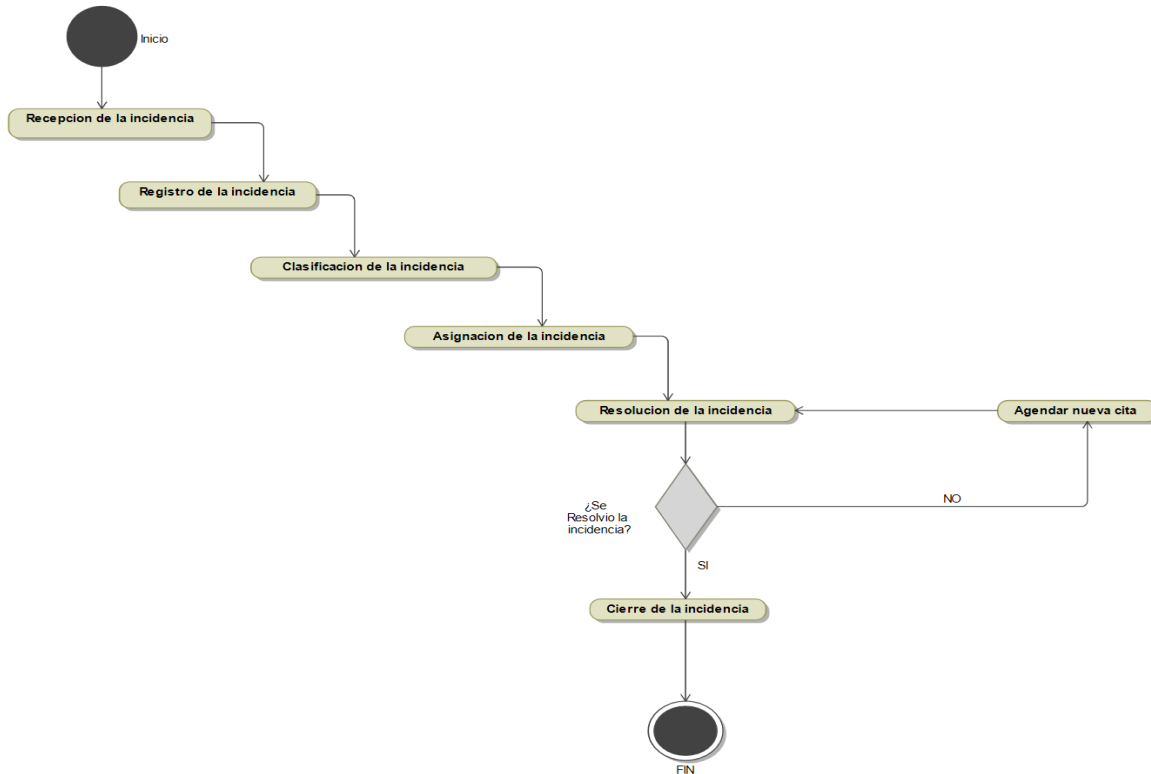 Inicio
Recepcion de la incidencia
Registro de la incidencia
Clasificacion de la incidencia
Asignacion de la incidencia
Resolucion de la incidencia
Agendar nueva cita
NO
¿Se
Resolvio la
incidencia?
SI
Cierre de la incidencia
FIN